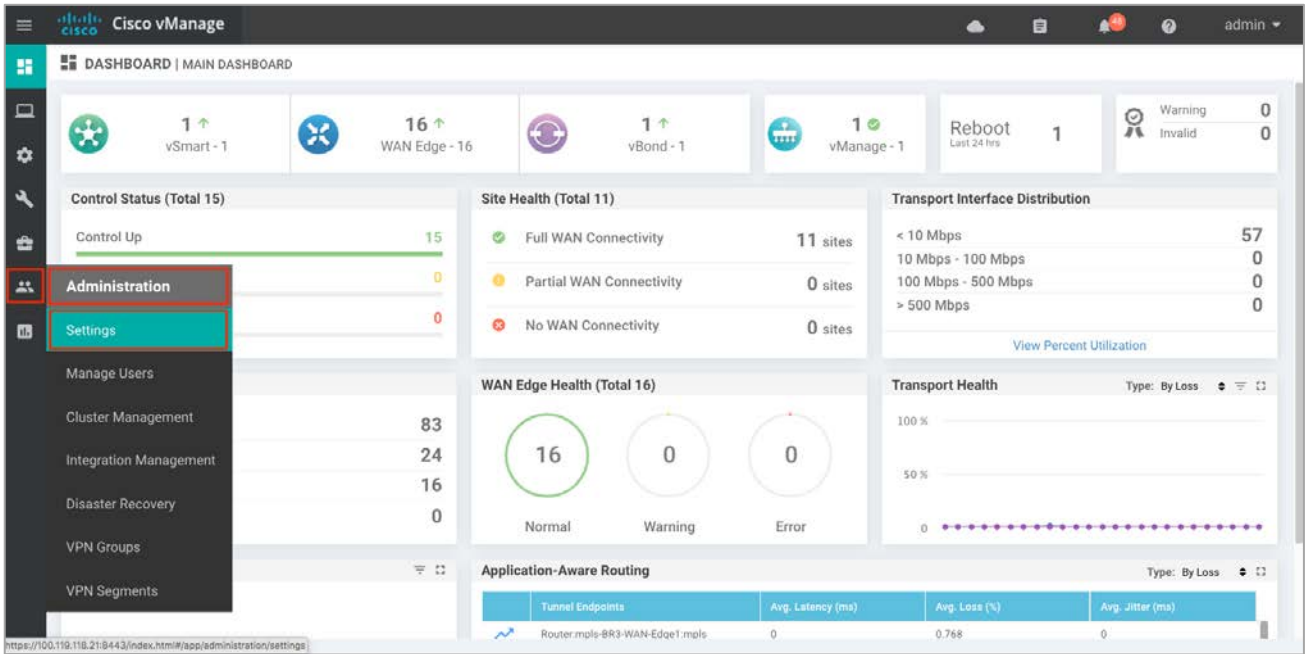 CISCO Cisco vManage 48 admin
DASHBOARD | MAIN DASHBOARD
1 vSmart - 1
16 WAN Edge - 16
1 vBond - 1
1 vManage - 1
Reboot Last 24 hrs 1
Warning 0
Invalid 0
Control Status (Total 15)
Control Up 15
0
0
Site Health (Total 11)
Full WAN Connectivity 11 sites
Partial WAN Connectivity 0 sites
No WAN Connectivity 0 sites
Transport Interface Distribution
< 10 Mbps 57
10 Mbps - 100 Mbps 0
100 Mbps - 500 Mbps 0
> 500 Mbps 0
View Percent Utilization
Administration
Settings
Manage Users
Cluster Management
Integration Management
Disaster Recovery
VPN Groups
VPN Segments
83
24
16
0
WAN Edge Health (Total 16)
16 0 0
Normal Warning Error
Transport Health Type: By Loss
100 %
50 %
0
Application-Aware Routing Type: By Loss
Tunnel Endpoints Avg. Latency (ms) Avg. Loss (%) Avg. Jitter (ms)
Router:mpls-BR3-WAN-Edge1:mpls 0 0.768 0
https://100.119.118.21:8443/index.html#/app/administration/settings